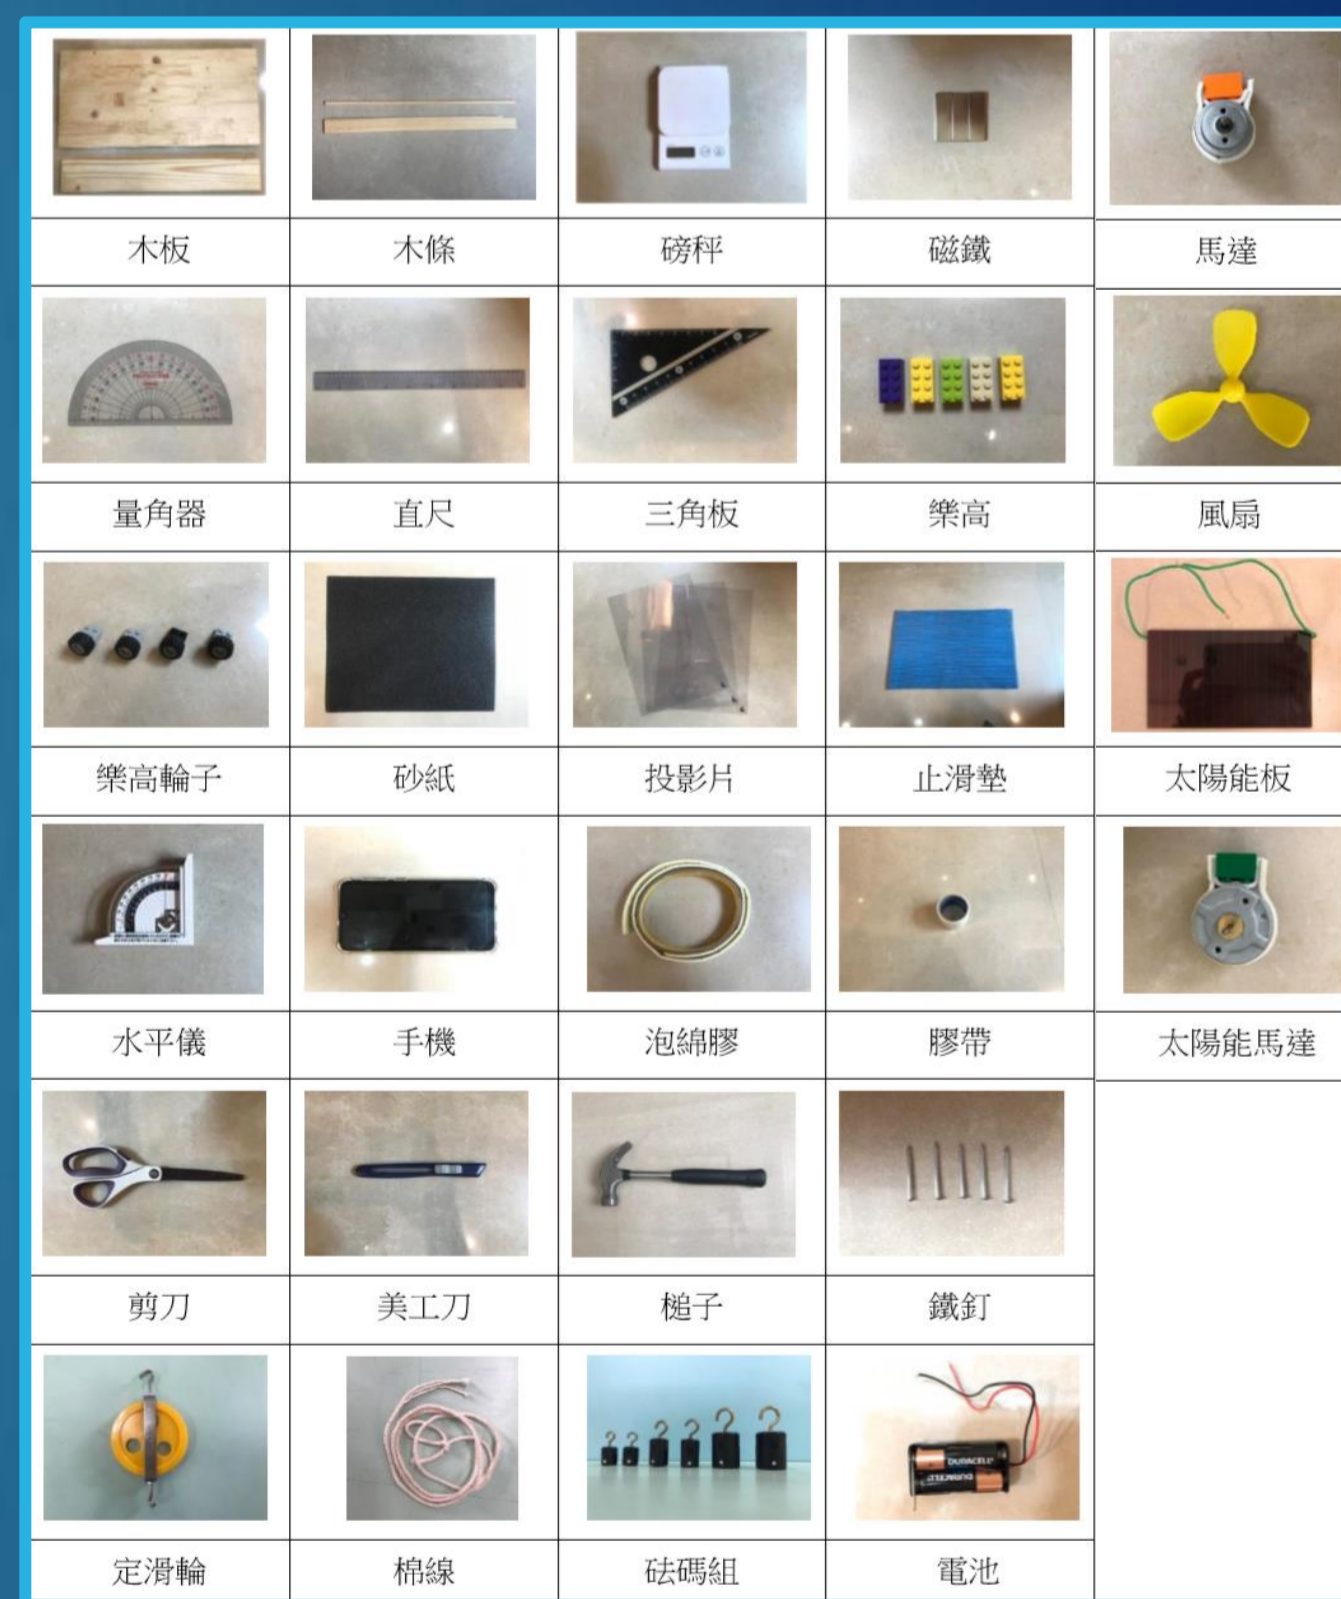 木板 木條 磅秤 磁鐵 馬達
量角器 直尺 三角板 樂高 風扇
樂高輪子 砂紙 投影片 止滑墊 太陽能板
水平儀 手機 泡綿膠 膠帶 太陽能馬達
剪刀 美工刀 槌子 鐵釘
DURACELL
DURACELL
定滑輪 棉線 砝碼組 電池